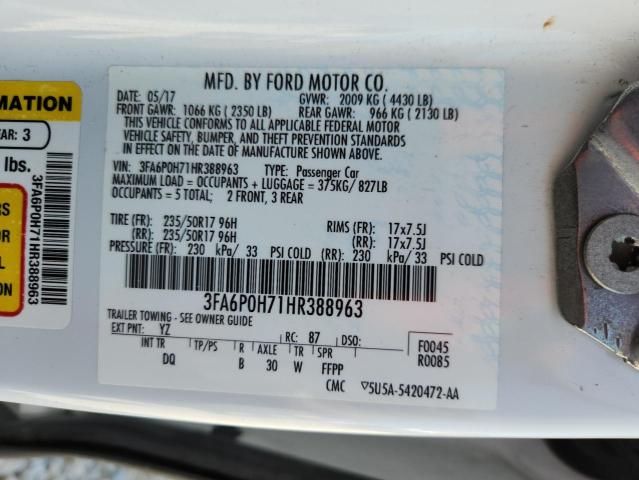 MFD. BY FORD MOTOR CO.
DATE: 05/17 GVWR: 2009 KG ( 4430 LB)
FRONT GAWR: 1066 KG ( 2350 LB) REAR GAWR: 966 KG ( 2130 LB)
THIS VEHICLE CONFORMS TO ALL APPLICABLE FEDERAL MOTOR
VEHICLE SAFETY, BUMPER, AND THEFT PREVENTION STANDARDS
IN EFFECT ON THE DATE OF MANUFACTURE SHOWN ABOVE.
VIN: 3FA6P0H71HR388963 TYPE: Passenger Car
MAXIMUM LOAD = OCCUPANTS + LUGGAGE = 375KG/ 827LB
OCCUPANTS = 5 TOTAL; 2 FRONT, 3 REAR
TIRE (FR): 235/50R17 96H RIMS (FR): 17x7.5J
(RR): 235/50R17 96H (RR): 17x7.5J
PRESSURE (FR): 230 kPa/ 33 PSI COLD (RR): 230 kPa/ 33 PSI COLD
3FA6P0H71HR388963
TRAILER TOWING - SEE OWNER GUIDE
EXT PNT: YZ RC: 87 DSO: F0045
INT TR TP/PS R AXLE TR SPR R0085
DQ B 30 W FFPP
CMC ▽5U5A-5420472-AA
RMATION
EAR: 3
lbs.
RS
OR
L
S
3FA6P0H71HR388963